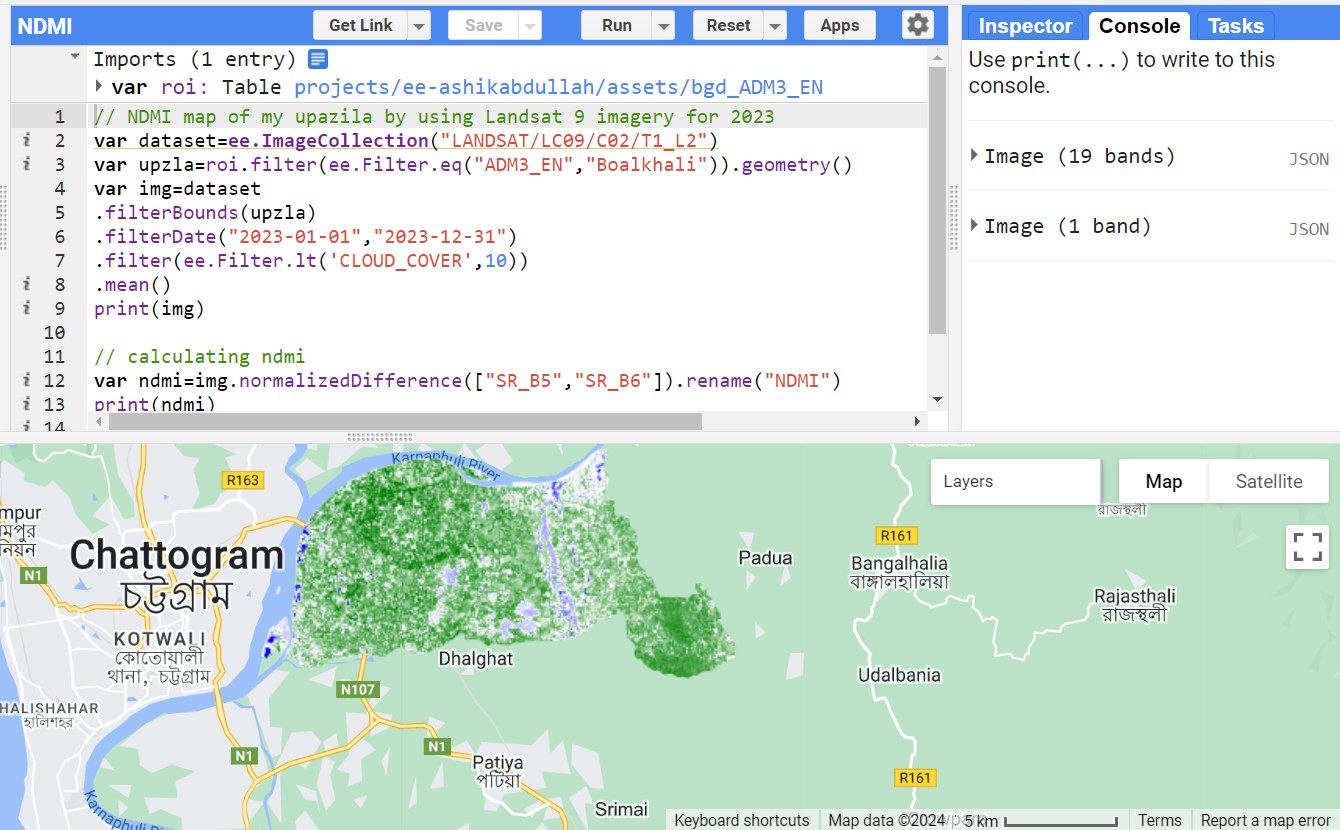 NDMI
Get Link
Save
Run
Reset
Apps
Inspector
Console
Tasks
Imports (1 entry)
var roi: Table projects/ee-ashikabdullah/assets/bgd_ADM3_EN
1 // NDMI map of my upazila by using Landsat 9 imagery for 2023
i 2 var dataset=ee.ImageCollection("LANDSAT/LC09/C02/T1_L2")
i 3 var upzla=roi.filter(ee.Filter.eq("ADM3_EN","Boalkhali")).geometry()
4 var img=dataset
5 .filterBounds(upzla)
6 .filterDate("2023-01-01","2023-12-31")
7 .filter(ee.Filter.lt('CLOUD_COVER',10))
i 8 .mean()
i 9 print(img)
10
11 // calculating ndmi
i 12 var ndmi=img.normalizedDifference(["SR_B5","SR_B6"]).rename("NDMI")
i 13 print(ndmi)
i 14
Use print(...) to write to this
console.
Image (19 bands)
JSON
Image (1 band)
JSON
Karnaphuli River
R163
Layers
Map
Satellite
রাজস্থলী
mpur
নিয়ন
Chattogram
চট্টগ্রাম
N1
R161
Padua
Bangalhalia
বাঙ্গালহালিয়া
Rajasthali
রাজস্থলী
KOTWALI
কোতোয়ালী
থানা, চট্টগ্রাম
Dhalghat
Udalbania
N107
HALISHAHAR
হালিশহর
N1
N1
Patiya
পটিয়া
R161
Karnaphuli Ri
Srimai
Keyboard shortcuts
Map data ©2024
5 km
Terms
Report a map error